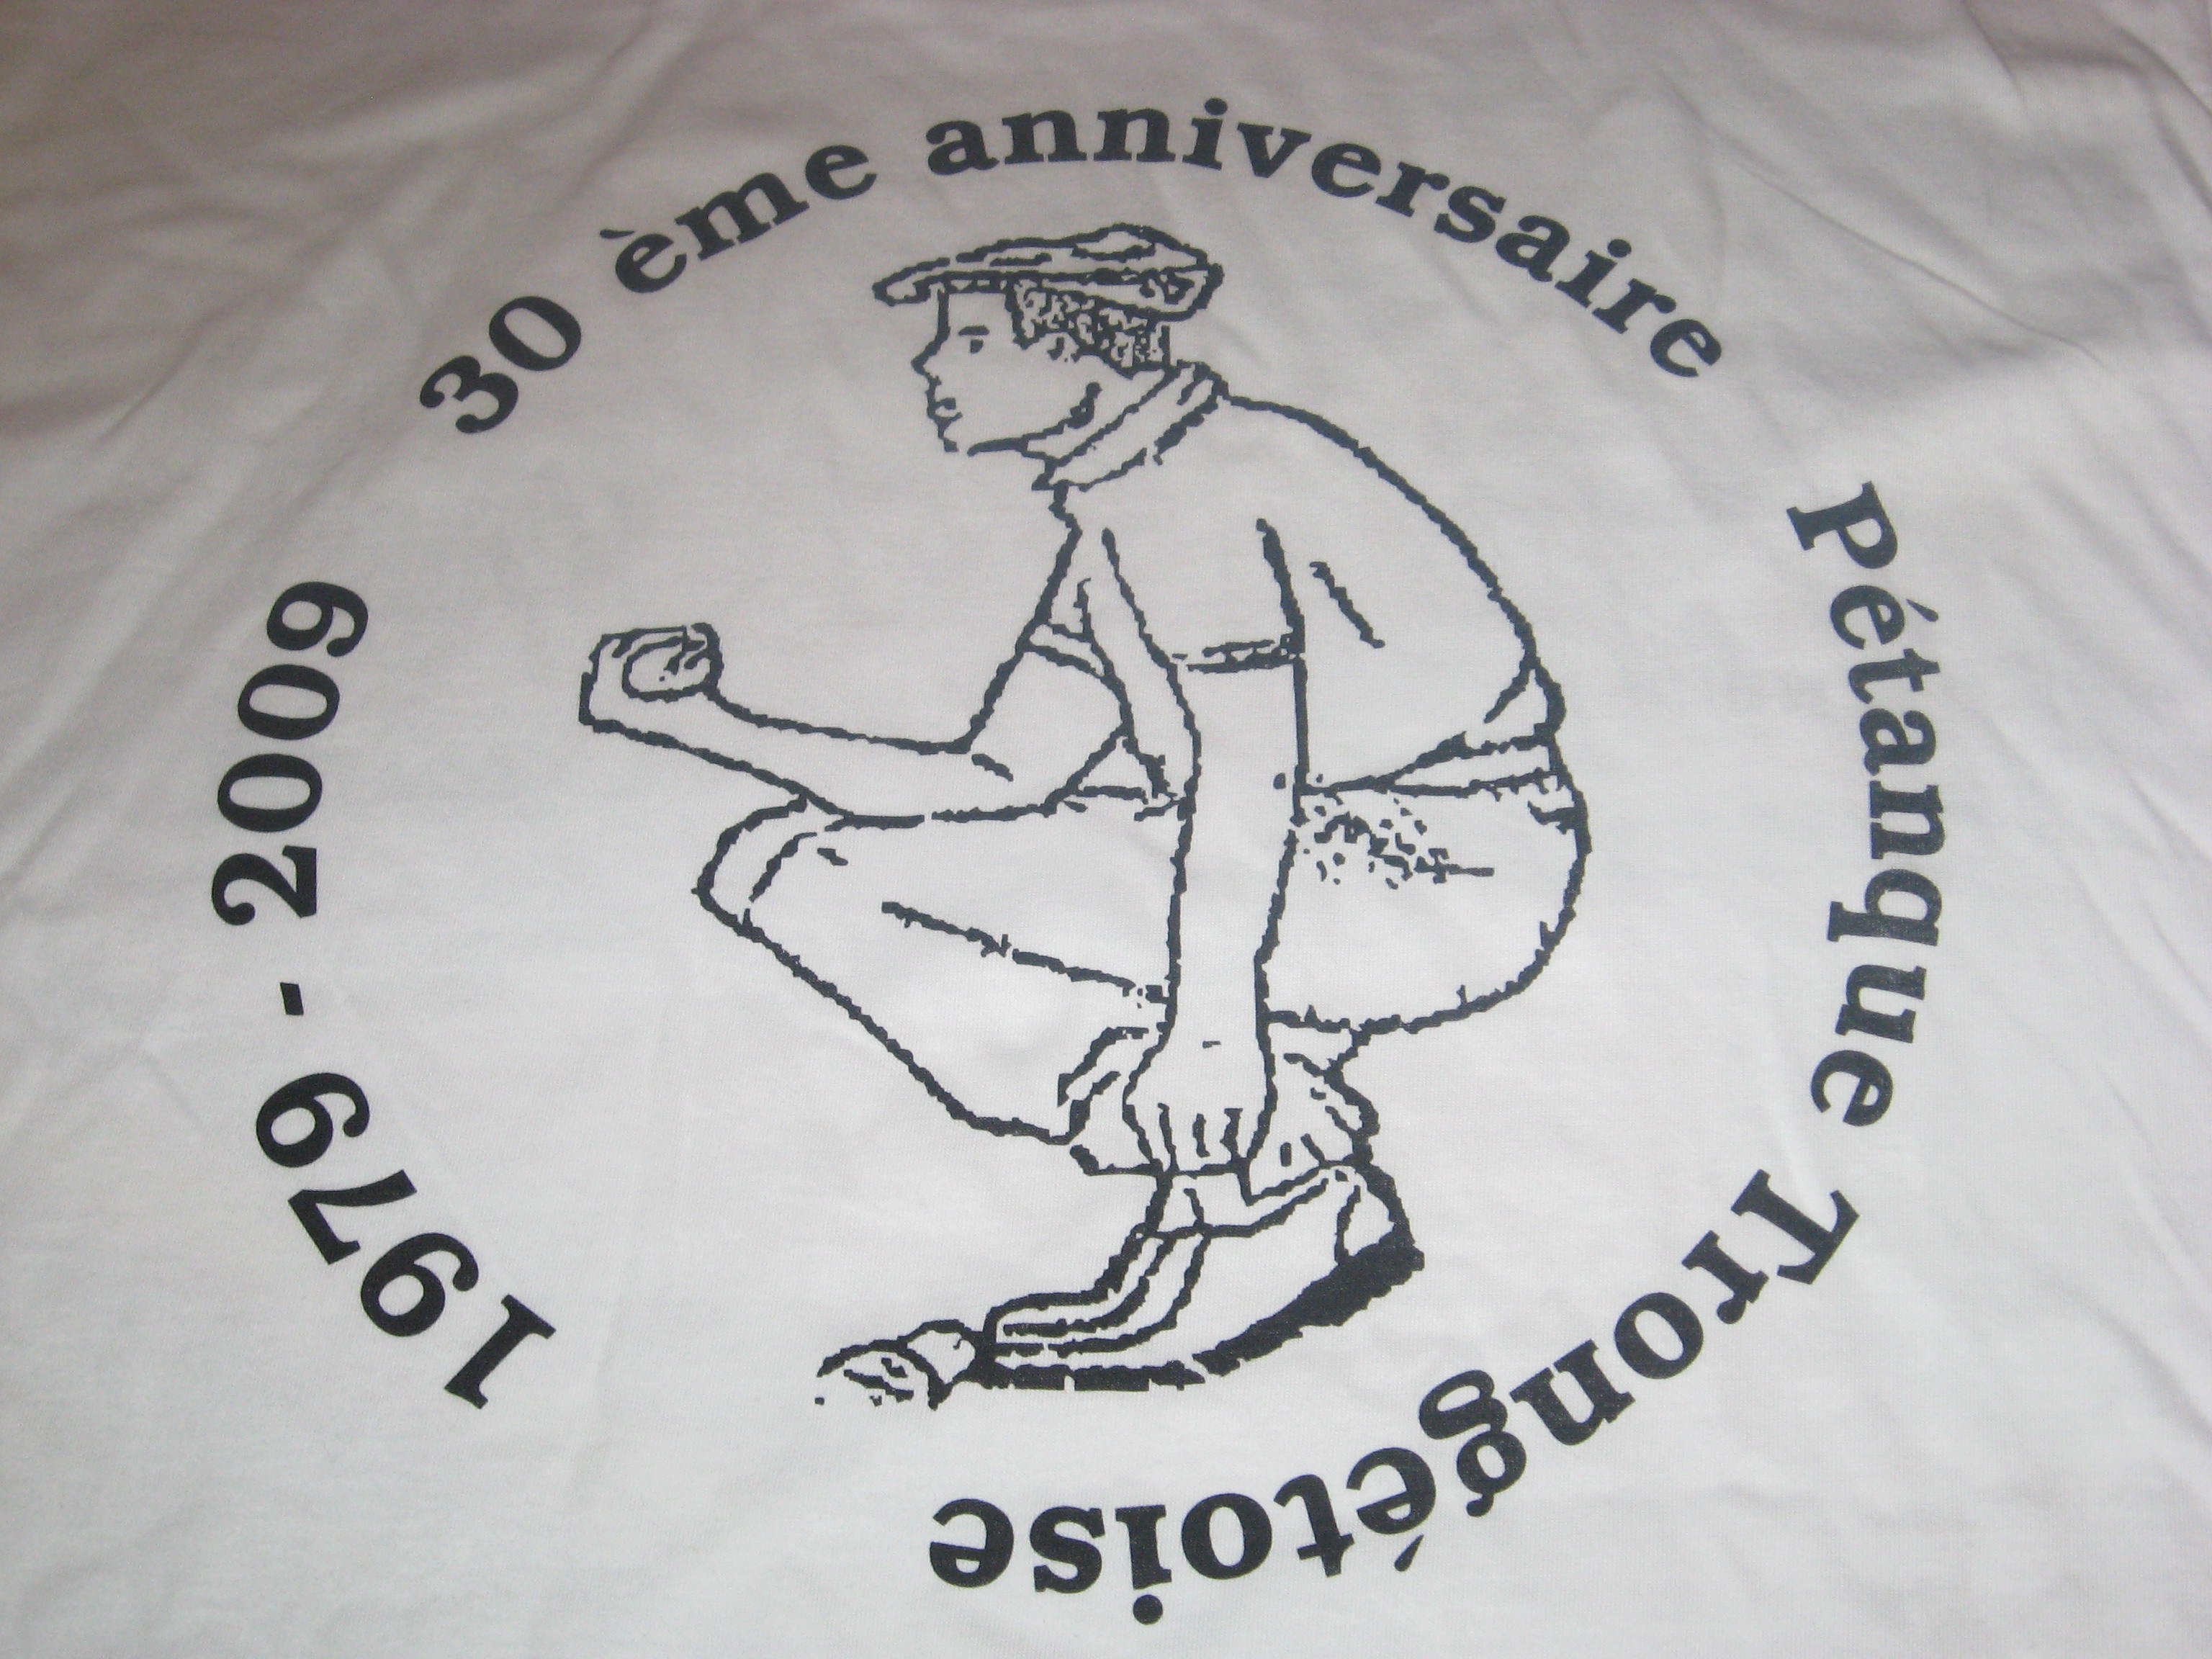 30 ème anniversaire
Pétanque Trongétoise
1979 - 2009